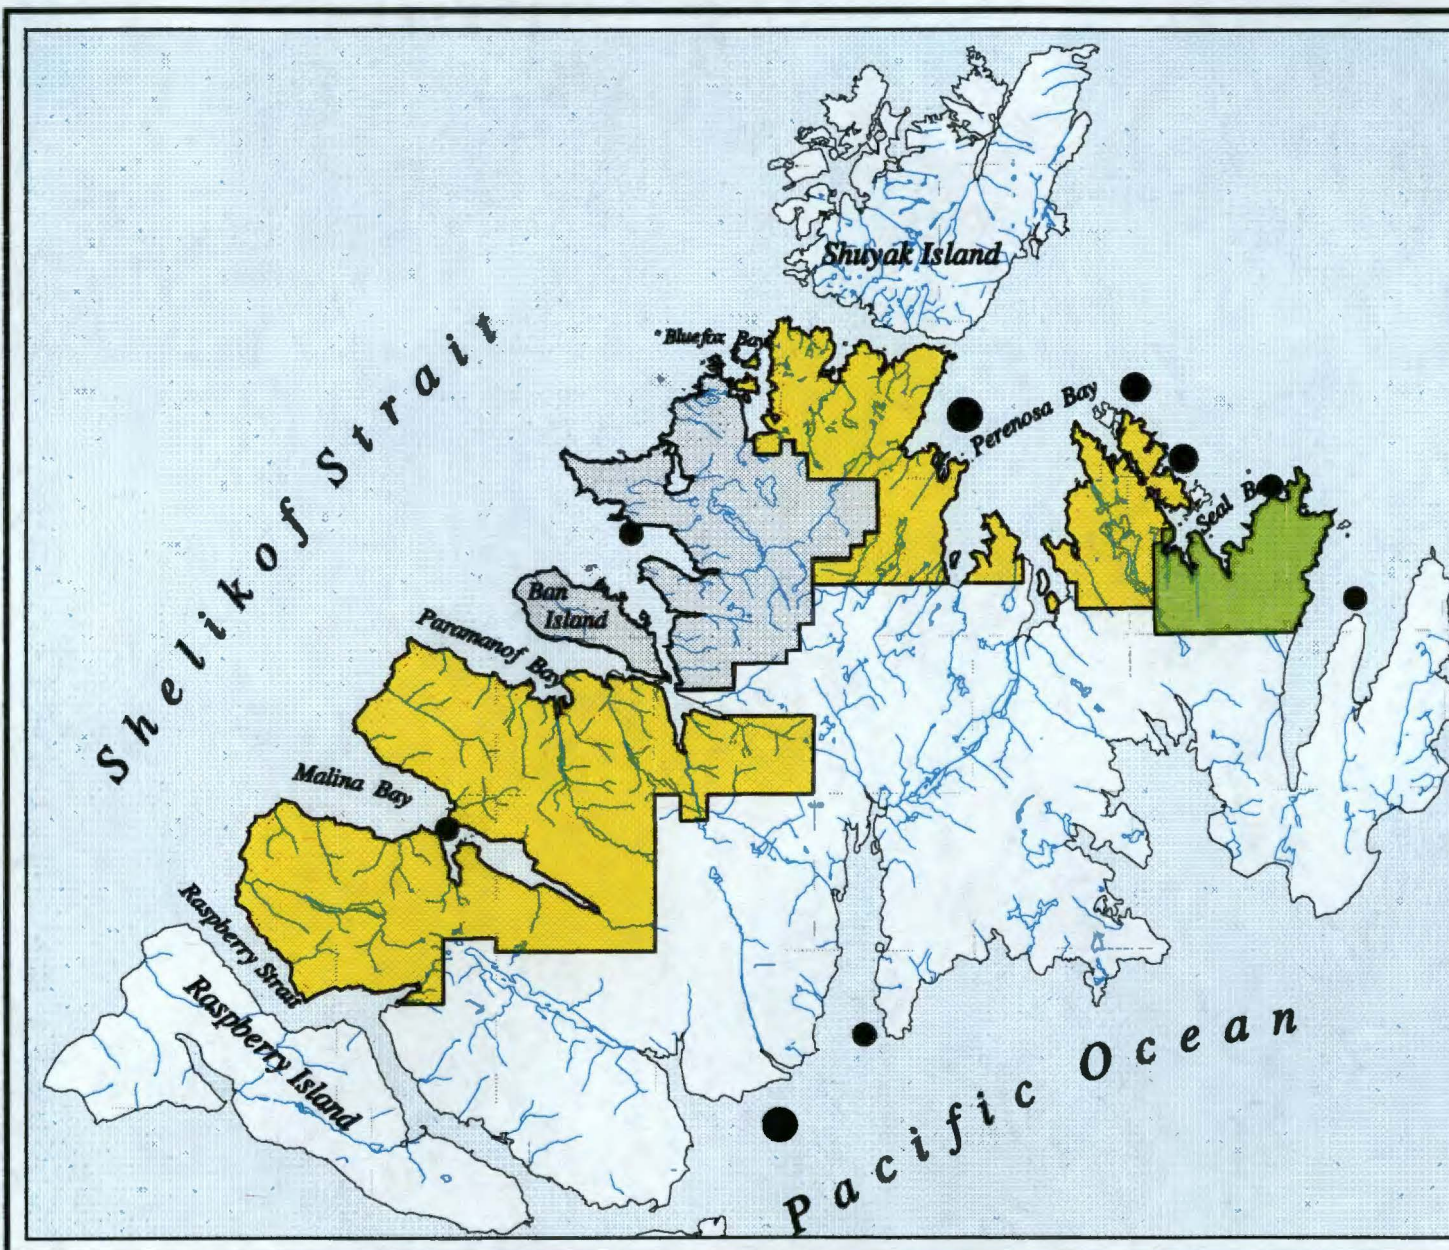 Shuyak Island
Shelikof Strait
Bluefox Bay
Perenosa Bay
Seal
Ban
Island
Paramanof Bay
Malina Bay
Raspberry Strait
Raspberry Island
Pacific Ocean